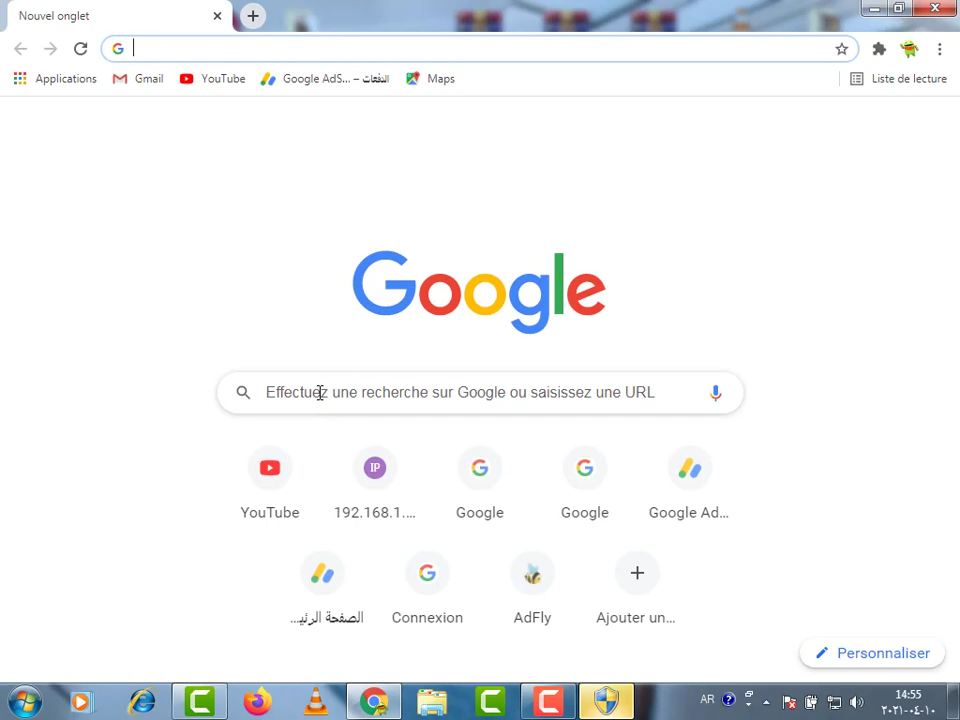 Nouvel onglet
Applications
Gmail
YouTube
Google AdS... – الدفعات
Maps
Liste de lecture
Google
Effectuez une recherche sur Google ou saisissez une URL
IP
YouTube
192.168.1....
Google
Google
Google Ad...
الصفحة الرئيـ...
Connexion
AdFly
Ajouter un...
Personnaliser
AR
14:55
٢٠٢١-٠٤-١٠